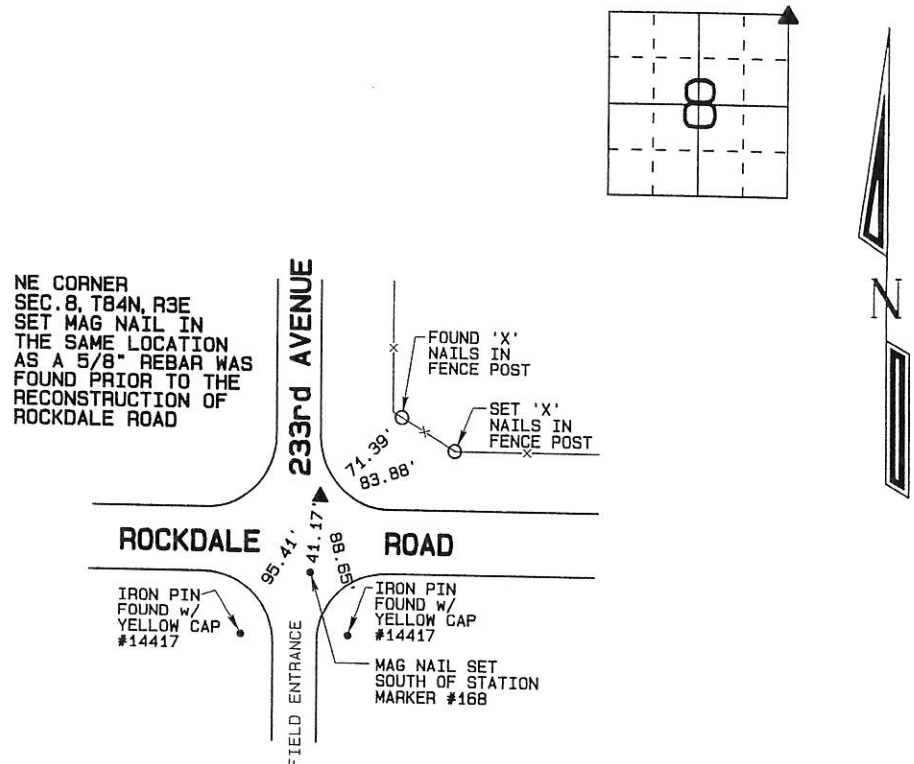 8
N
NE CORNER
SEC.8, T84N, R3E
SET MAG NAIL IN
THE SAME LOCATION
AS A 5/8" REBAR WAS
FOUND PRIOR TO THE
RECONSTRUCTION OF
ROCKDALE ROAD
233rd AVENUE
FOUND 'X'
NAILS IN
FENCE POST
SET 'X'
NAILS IN
FENCE POST
71.39'
83.88'
ROCKDALE ROAD
95.41'
41.17'
88.65'
IRON PIN
FOUND w/
YELLOW CAP
#14417
IRON PIN
FOUND w/
YELLOW CAP
#14417
MAG NAIL SET
SOUTH OF STATION
MARKER #168
FIELD ENTRANCE